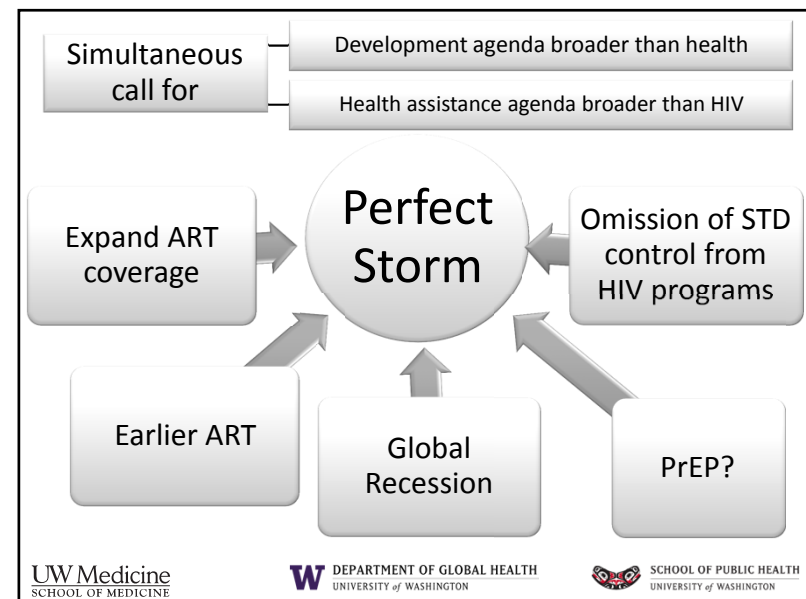 Simultaneous
call for
Development agenda broader than health
Health assistance agenda broader than HIV
Perfect
Storm
Expand ART
coverage
Omission of STD
control from
HIV programs
Earlier ART
Global
Recession
PrEP?
UW Medicine
SCHOOL OF MEDICINE
W DEPARTMENT OF GLOBAL HEALTH
UNIVERSITY of WASHINGTON
SCHOOL OF PUBLIC HEALTH
UNIVERSITY of WASHINGTON